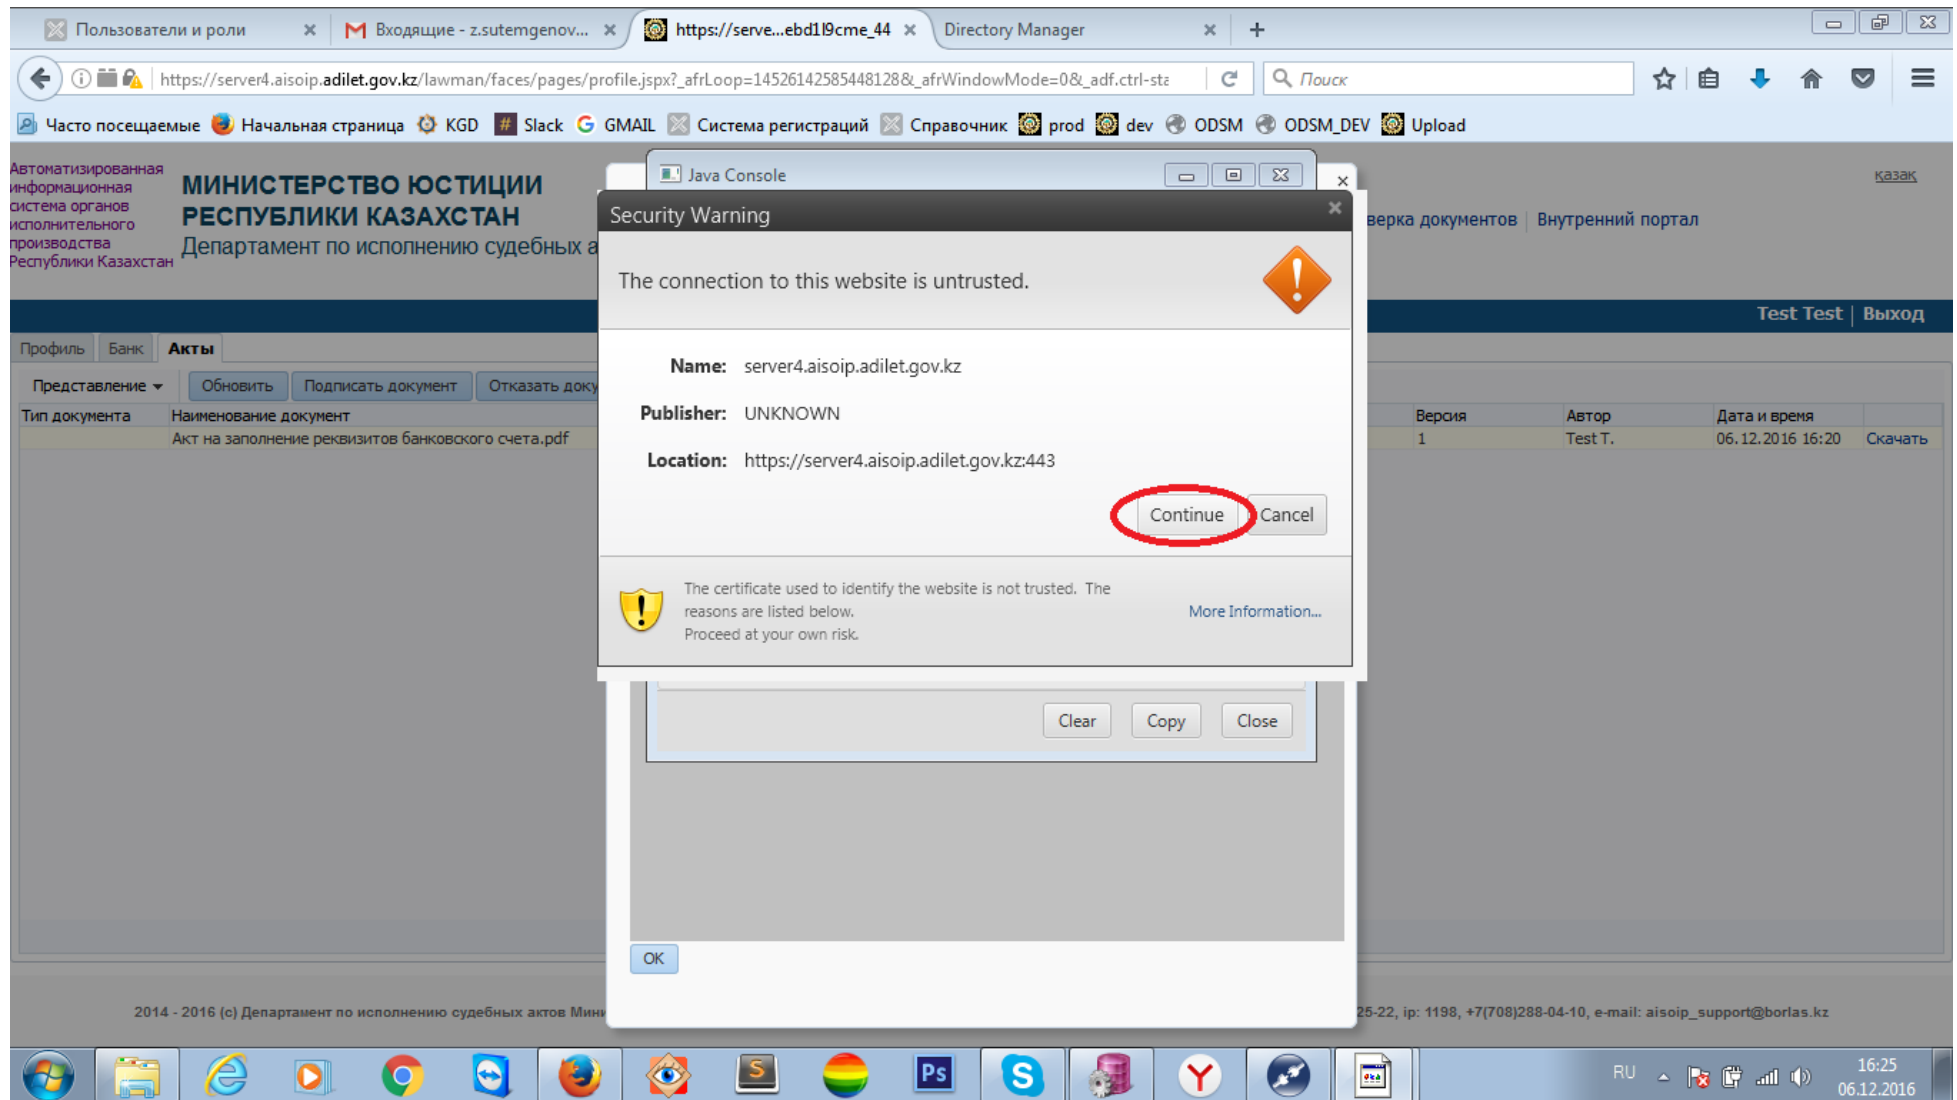 Пользователи и роли
Входящие - z.sutemgenov...
https://serve...ebd1l9cme_44
Directory Manager
https://server4.aisoip.adilet.gov.kz/lawman/faces/pages/profile.jspx?_afrLoop=14526142585448128&_afrWindowMode=0&_adf.ctrl-sta
Поиск
Часто посещаемые Начальная страница KGD Slack GMAIL Система регистраций Справочник prod dev ODSM ODSM_DEV Upload
Автоматизированная
информационная
система органов
исполнительного
производства
Республики Казахстан
МИНИСТЕРСТВО ЮСТИЦИИ
РЕСПУБЛИКИ КАЗАХСТАН
Департамент по исполнению судебных а
Java Console
қазақ
верка документов | Внутренний портал
Security Warning
The connection to this website is untrusted.
Test Test | Выход
Профиль Банк Акты
Представление Обновить Подписать документ Отказать доку
Тип документа Наименование документ Версия Автор Дата и время
Акт на заполнение реквизитов банковского счета.pdf 1 Test T. 06.12.2016 16:20 Скачать
Name: server4.aisoip.adilet.gov.kz
Publisher: UNKNOWN
Location: https://server4.aisoip.adilet.gov.kz:443
Continue Cancel
The certificate used to identify the website is not trusted. The
reasons are listed below.
Proceed at your own risk.
More Information...
Clear Copy Close
OK
2014 - 2016 (c) Департамент по исполнению судебных актов Мини
25-22, ip: 1198, +7(708)288-04-10, e-mail: aisoip_support@borlas.kz
S
Ps
S
Y
RU
16:25
06.12.2016